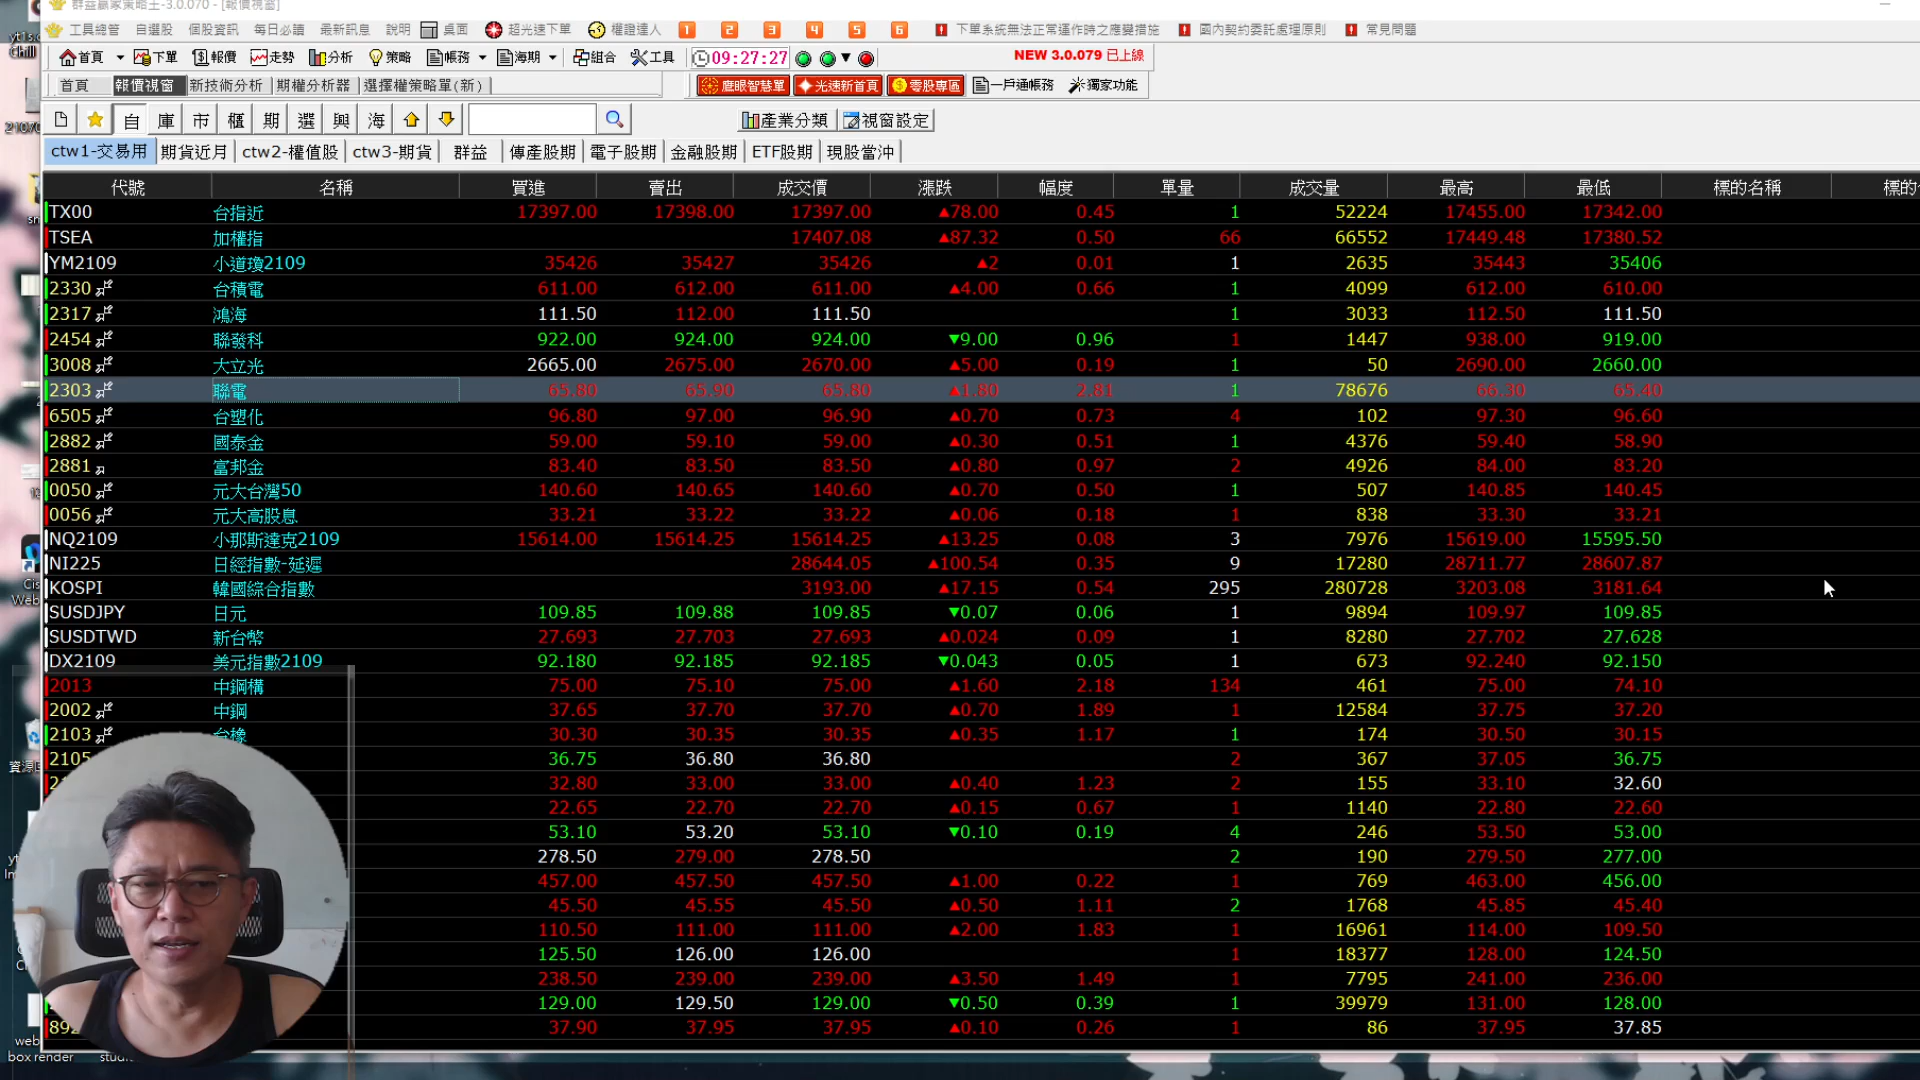 群益贏家策略王-3.0.070 - [報價視窗]
工具總管 自選股 個股資訊 每日必讀 最新訊息 說明 桌面 超光速下單 權證達人 1 2 3 4 5 6 下單系統無法正常運作時之應變措施 國內契約委託處理原則 常見問題
首頁 下單 報價 走勢 分析 策略 帳務 海期 組合 工具 09:27:27 NEW 3.0.079 已上線
首頁 報價視窗 新技術分析 期權分析器 選擇權策略單(新) 鷹眼智慧單 光速新首頁 零股專區 一戶通帳務 獨家功能
自 庫 市 櫃 期 選 興 海 產業分類 視窗設定
ctw1-交易用 期貨近月 ctw2-權值股 ctw3-期貨 群益 傳產股期 電子股期 金融股期 ETF股期 現股當沖
代號 名稱 買進 賣出 成交價 漲跌 幅度 單量 成交量 最高 最低 標的名稱 標的
TX00 台指近 17397.00 17398.00 17397.00 ▲78.00 0.45 1 52224 17455.00 17342.00
TSEA 加權指 17407.08 ▲87.32 0.50 66 66552 17449.48 17380.52
YM2109 小道瓊2109 35426 35427 35426 ▲2 0.01 1 2635 35443 35406
2330 台積電 611.00 612.00 611.00 ▲4.00 0.66 1 4099 612.00 610.00
2317 鴻海 111.50 112.00 111.50 1 3033 112.50 111.50
2454 聯發科 922.00 924.00 924.00 ▼9.00 0.96 1 1447 938.00 919.00
3008 大立光 2665.00 2675.00 2670.00 ▲5.00 0.19 1 50 2690.00 2660.00
2303 聯電 65.80 65.90 65.80 ▲1.80 2.81 1 78676 66.30 65.40
6505 台塑化 96.80 97.00 96.90 ▲0.70 0.73 4 102 97.30 96.60
2882 國泰金 59.00 59.10 59.00 ▲0.30 0.51 1 4376 59.40 58.90
2881 富邦金 83.40 83.50 83.50 ▲0.80 0.97 2 4926 84.00 83.20
0050 元大台灣50 140.60 140.65 140.60 ▲0.70 0.50 1 507 140.85 140.45
0056 元大高股息 33.21 33.22 33.22 ▲0.06 0.18 1 838 33.30 33.21
NQ2109 小那斯達克2109 15614.00 15614.25 15614.25 ▲13.25 0.08 3 7976 15619.00 15595.50
NI225 日經指數-延遲 28644.05 ▲100.54 0.35 9 17280 28711.77 28607.87
KOSPI 韓國綜合指數 3193.00 ▲17.15 0.54 295 280728 3203.08 3181.64
SUSDJPY 日元 109.85 109.88 109.85 ▼0.07 0.06 1 9894 109.97 109.85
SUSDTWD 新台幣 27.693 27.703 27.693 ▲0.024 0.09 1 8280 27.702 27.628
DX2109 美元指數2109 92.180 92.185 92.185 ▼0.043 0.05 1 673 92.240 92.150
2013 中鋼構 75.00 75.10 75.00 ▲1.60 2.18 134 461 75.00 74.10
2002 中鋼 37.65 37.70 37.70 ▲0.70 1.89 1 12584 37.75 37.20
2103 台橡 30.30 30.35 30.35 ▲0.35 1.17 1 174 30.50 30.15
2105 36.75 36.80 36.80 2 367 37.05 36.75
32.80 33.00 33.00 ▲0.40 1.23 2 155 33.10 32.60
22.65 22.70 22.70 ▲0.15 0.67 1 1140 22.80 22.60
53.10 53.20 53.10 ▼0.10 0.19 4 246 53.50 53.00
278.50 279.00 278.50 2 190 279.50 277.00
457.00 457.50 457.50 ▲1.00 0.22 1 769 463.00 456.00
45.50 45.55 45.50 ▲0.50 1.11 2 1768 45.85 45.40
110.50 111.00 111.00 ▲2.00 1.83 1 16961 114.00 109.50
125.50 126.00 126.00 1 18377 128.00 124.50
238.50 239.00 239.00 ▲3.50 1.49 1 7795 241.00 236.00
129.00 129.50 129.00 ▼0.50 0.39 1 39979 131.00 128.00
892 37.90 37.95 37.95 ▲0.10 0.26 1 86 37.95 37.85
web
box render